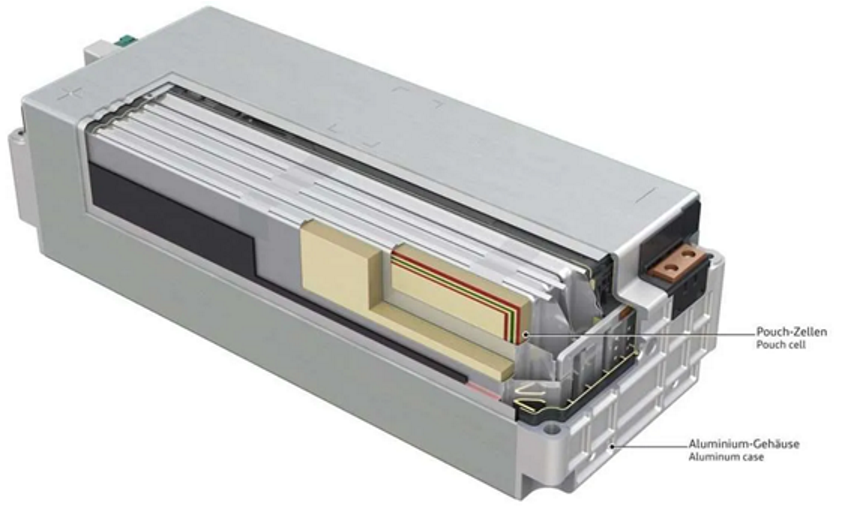 Pouch-Zellen
Pouch cell
Aluminium-Gehäuse
Aluminum case